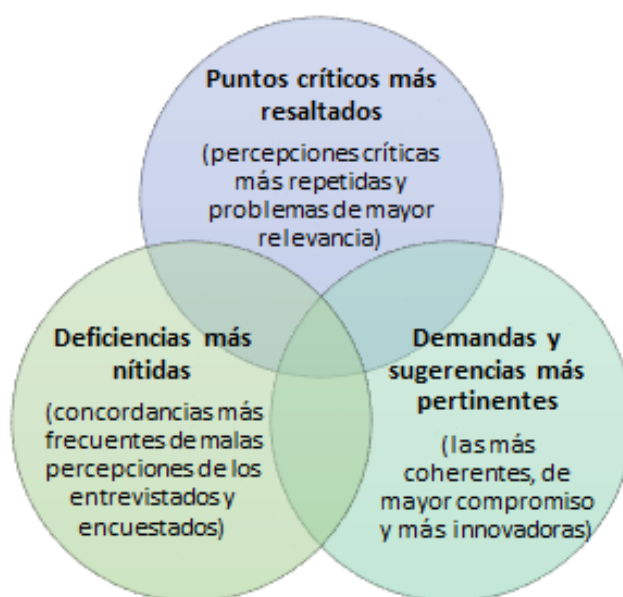 Puntos críticos más
resaltados
(percepciones críticas
más repetidas y
problemas de mayor
relevancia)
Deficiencias más
nítidas
(concordancias más
frecuentes de malas
percepciones de los
entrevistados y
encuestados)
Demandas y
sugerencias más
pertinentes
(las más
coherentes, de
mayor compromiso
y más innovadoras)